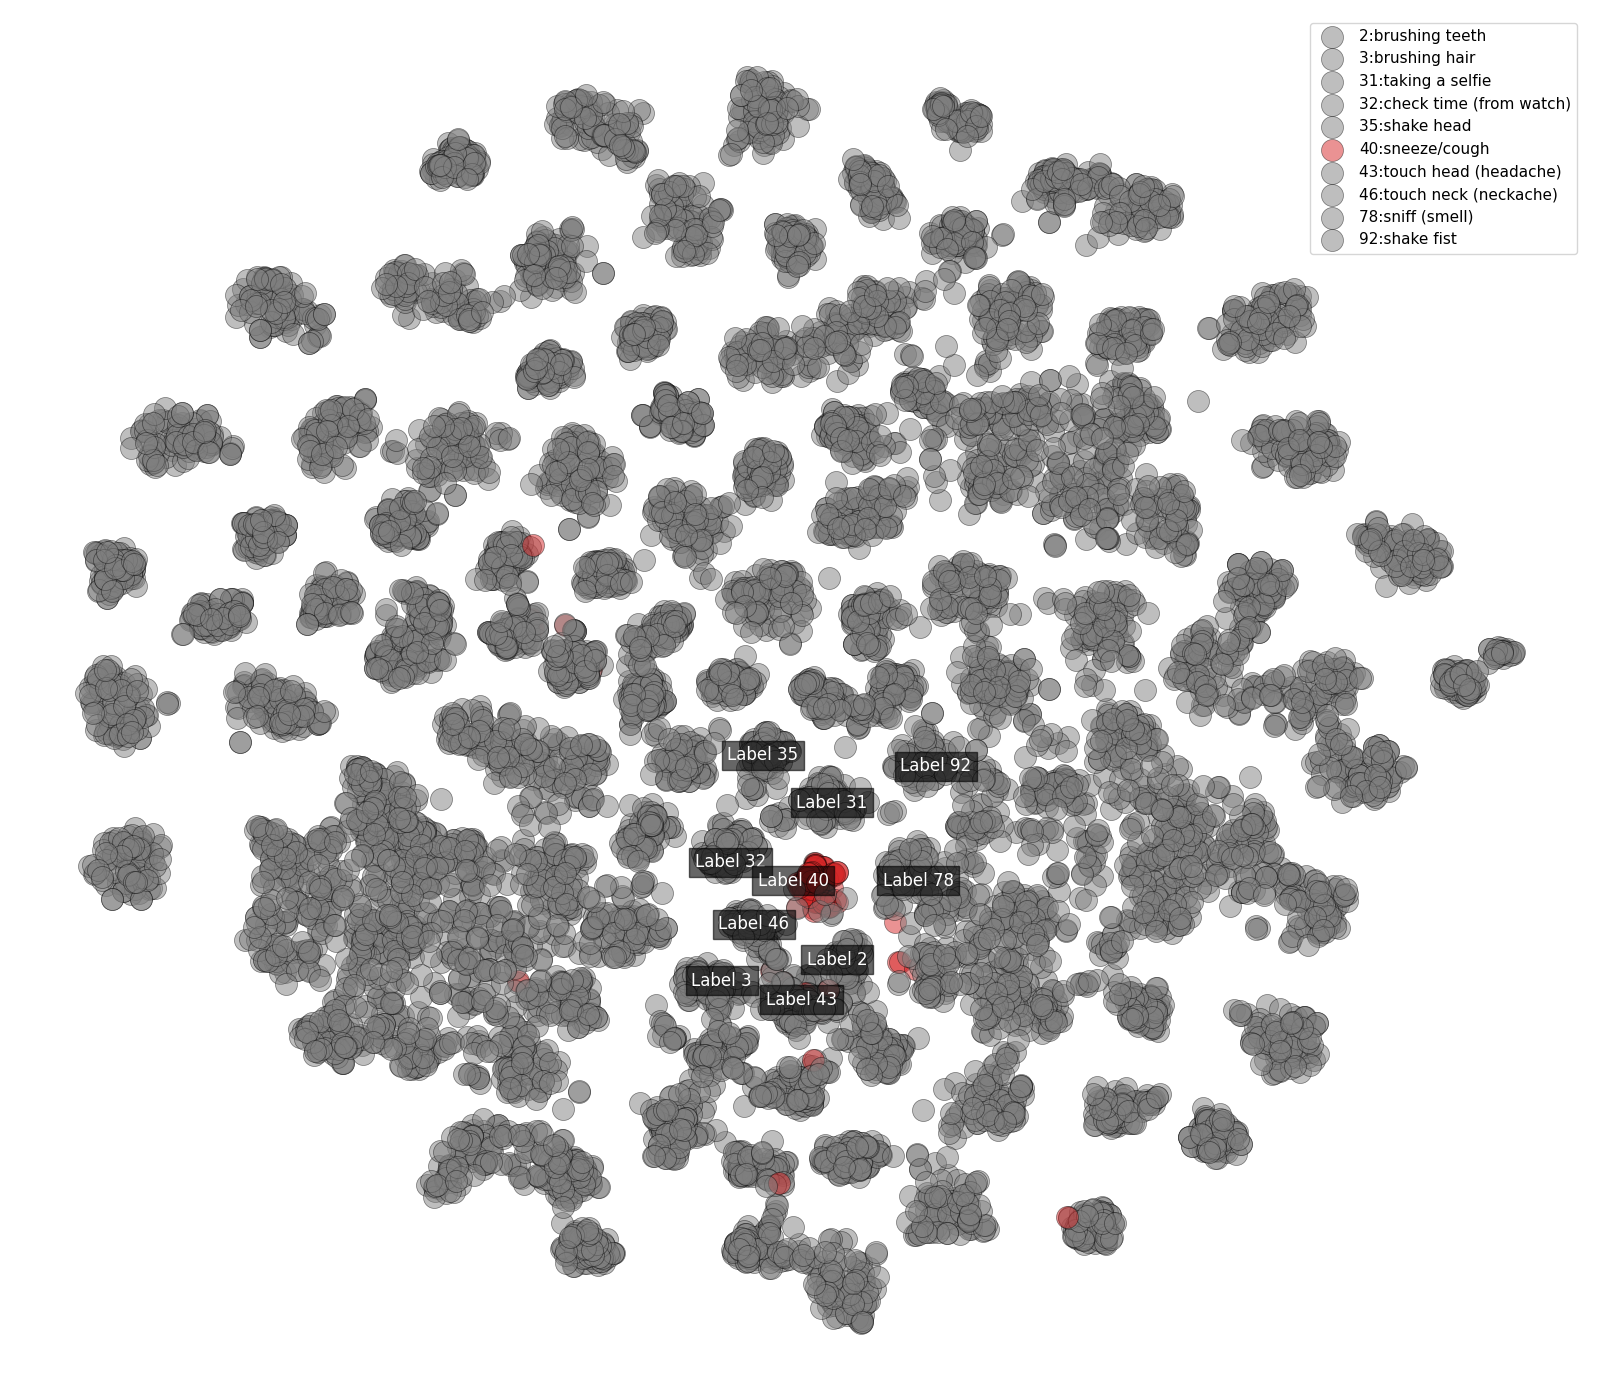 2:brushing teeth
3:brushing hair
31:taking a selfie
32:check time (from watch)
35:shake head
40:sneeze/cough
43:touch head (headache)
46:touch neck (neckache)
78:sniff (smell)
92:shake fist
Label 35
Label 92
Label 31
Label 32
Label 40
Label 78
Label 46
Label 2
Label 3
Label 43